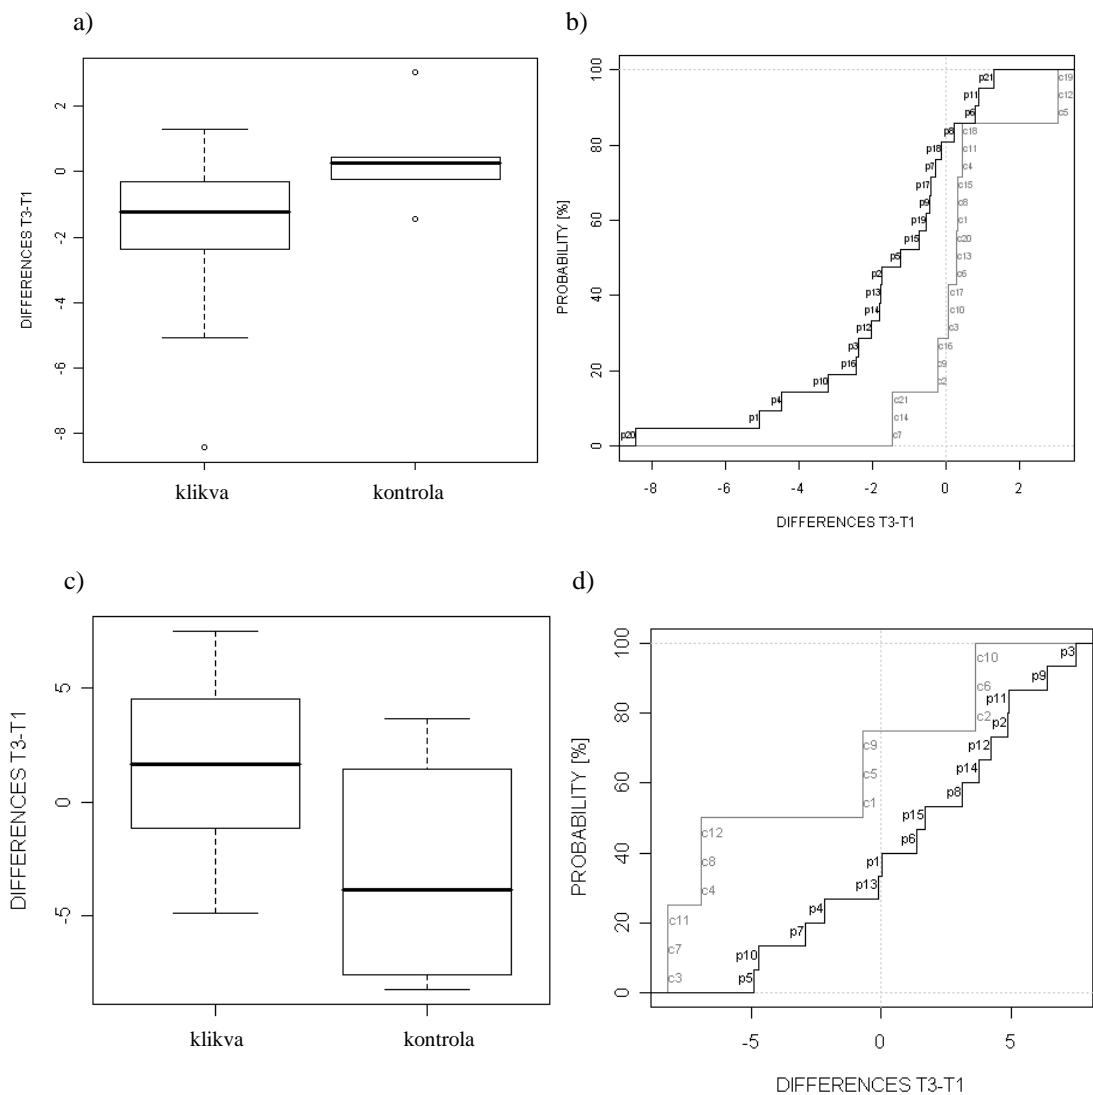 a)
b)
DIFFERENCES T3-T1
2
0
-2
-4
-6
-8
klikva
kontrola
PROBABILITY [%]
100
80
60
40
20
0
p21
p11
p6
p8
p18
p7
p17
p9
p19
p15
p5
p2
p13
p14
p12
p3
p16
p10
p4
p1
p20
c19
c12
c5
c18
c11
c4
c15
c8
c1
c20
c13
c6
c17
c10
c3
c16
c9
c2
c21
c14
c7
-8
-6
-4
-2
0
2
DIFFERENCES T3-T1
c)
d)
DIFFERENCES T3-T1
5
0
-5
klikva
kontrola
PROBABILITY [%]
100
80
60
40
20
0
c10
c6
c2
c9
c5
c1
c12
c8
c4
c11
c7
c3
p3
p9
p11
p2
p12
p14
p8
p15
p6
p1
p13
p4
p7
p10
p5
-5
0
5
DIFFERENCES T3-T1